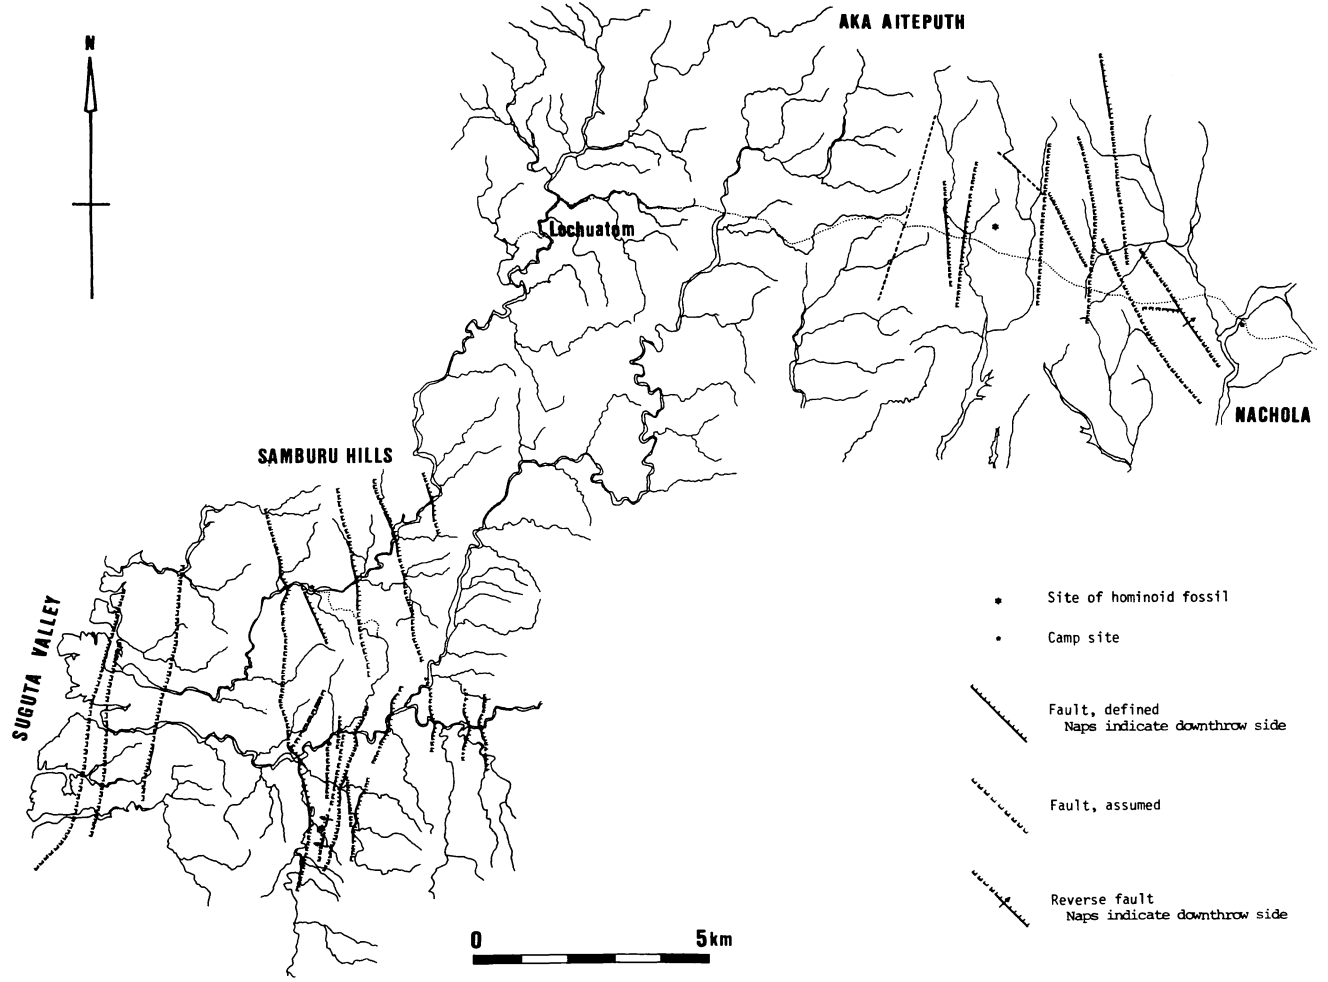 AKA AITEPUTH
N
Lochuatom
NACHOLA
SAMBURU HILLS
SUGUTA VALLEY
Site of hominoid fossil
Camp site
Fault, defined
Naps indicate downthrow side
Fault, assumed
Reverse fault
Naps indicate downthrow side
0 5km